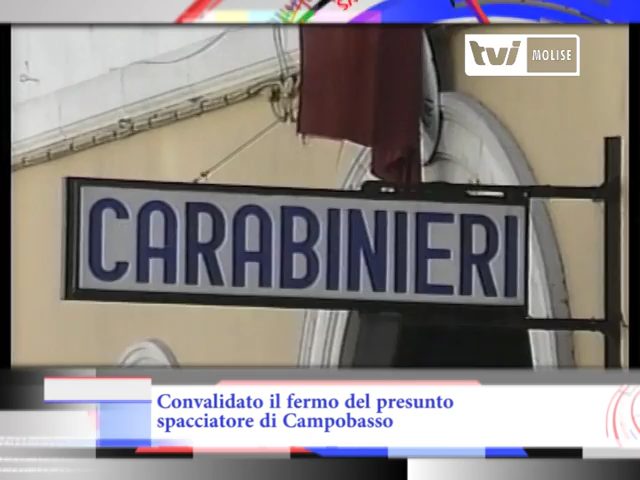 tvi MOLISE
CARABINIERI
Convalidato il fermo del presunto
spacciatore di Campobasso